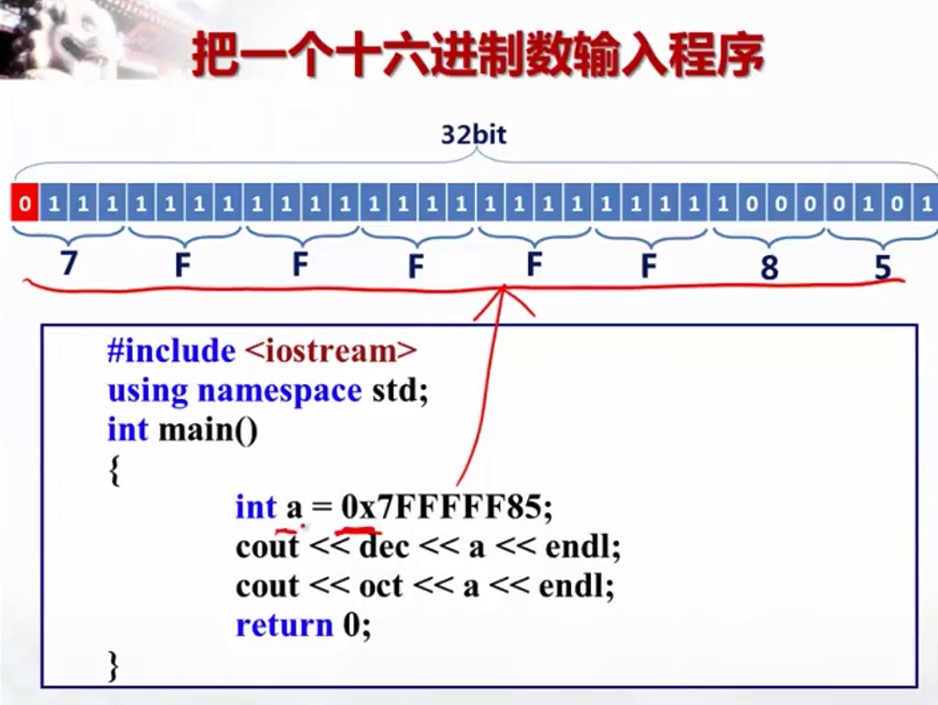 把一个十六进制数输入程序
32bit
0 1 1 1 1 1 1 1 1 1 1 1 1 1 1 1 1 1 1 1 1 1 1 1 1 0 0 0 0 1 0 1
7 F F F F F 8 5
#include <iostream>
using namespace std;
int main()
{
int a = 0x7FFFFF85;
cout << dec << a << endl;
cout << oct << a << endl;
return 0;
}